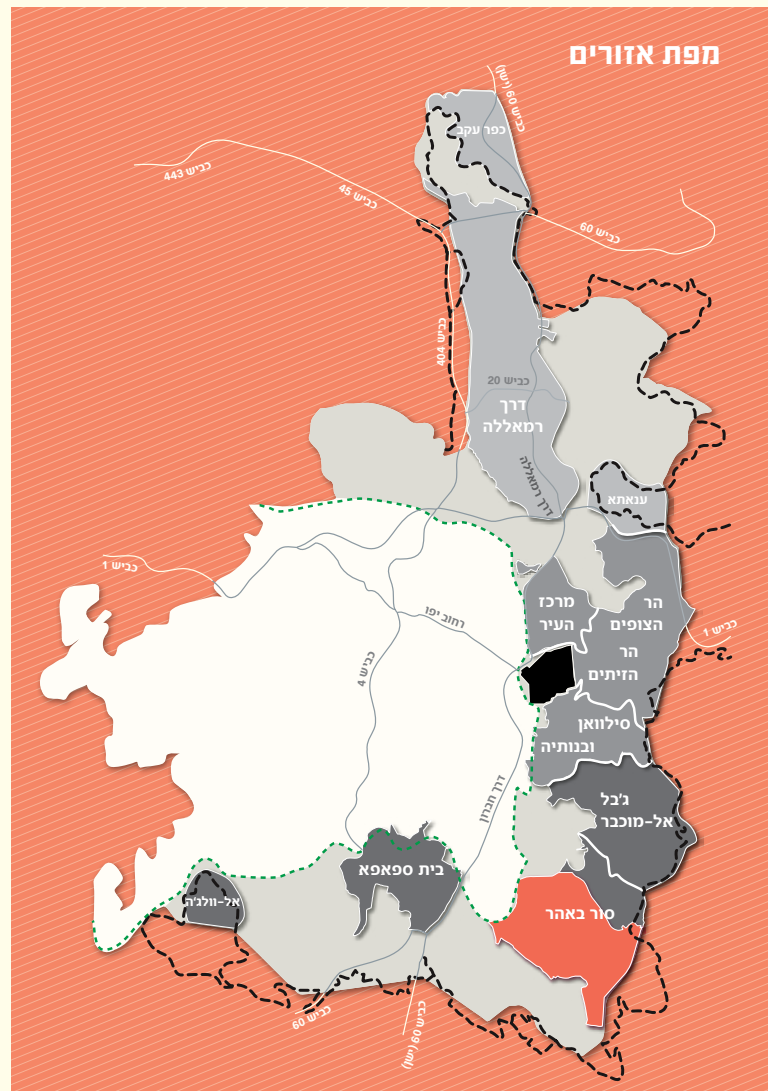 מפת אזורים
כביש 60 (ישן)
כפר עקב
כביש 443
כביש 45
כביש 60
כביש 404
כביש 20
דרך
רמאללה
דרך רמאללה
ענאתא
כביש 1
מרכז
העיר
הר
הצופים
הר
הזיתים
כביש 1
רחוב יפו
כביש 4
סילוואן
ובנותיה
דרך חברון
ג'בל
אל-מוכבר
בית ספאפא
אל-וולג'ה
סור באהר
כביש 60
כביש 60 (ישן)